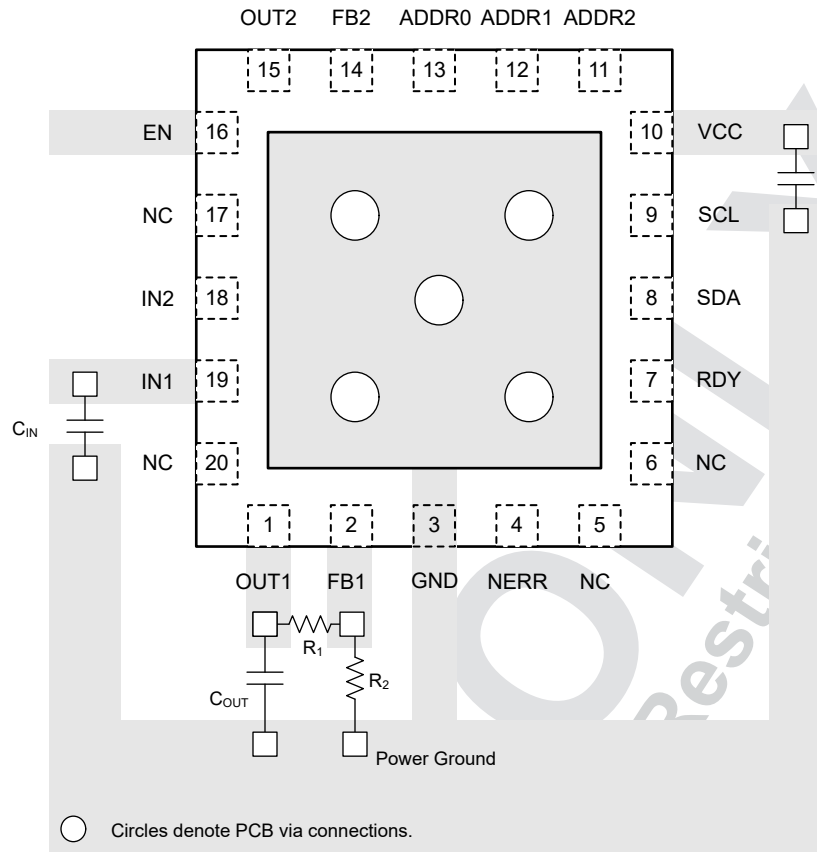 OUT2 FB2 ADDR0 ADDR1 ADDR2
15 14 13 12 11
EN 16 10 VCC
NC 17 9 SCL
IN2 18 8 SDA
IN1 19 7 RDY
CIN
NC 20 6 NC
1 2 3 4 5
OUT1 FB1 GND NERR NC
R1
R2
COUT
Power Ground
Circles denote PCB via connections.